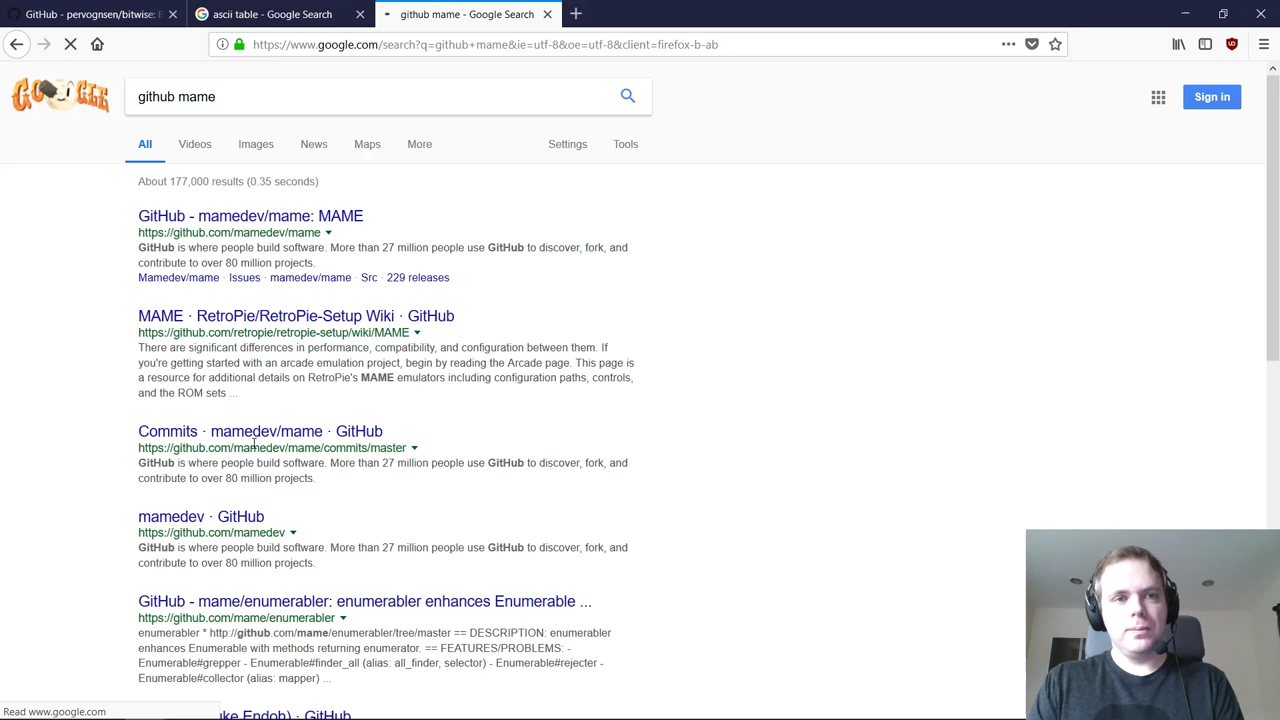 GitHub - pervognsen/bitwise: E
ascii table - Google Search
github mame - Google Search
https://www.google.com/search?q=github+mame&ie=utf-8&oe=utf-8&client=firefox-b-ab
GOOGLE
github mame
Sign in
All
Videos
Images
News
Maps
More
Settings
Tools
About 177,000 results (0.35 seconds)
GitHub - mamedev/mame: MAME
https://github.com/mamedev/mame
GitHub is where people build software. More than 27 million people use GitHub to discover, fork, and
contribute to over 80 million projects.
Mamedev/mame · Issues · mamedev/mame · Src · 229 releases
MAME · RetroPie/RetroPie-Setup Wiki · GitHub
https://github.com/retropie/retropie-setup/wiki/MAME
There are significant differences in performance, compatibility, and configuration between them. If
you're getting started with an arcade emulation project, begin by reading the Arcade page. This page is
a resource for additional details on RetroPie's MAME emulators including configuration paths, controls,
and the ROM sets ...
Commits · mamedev/mame · GitHub
https://github.com/mamedev/mame/commits/master
GitHub is where people build software. More than 27 million people use GitHub to discover, fork, and
contribute to over 80 million projects.
mamedev · GitHub
https://github.com/mamedev
GitHub is where people build software. More than 27 million people use GitHub to discover, fork, and
contribute to over 80 million projects.
GitHub - mame/enumerabler: enumerabler enhances Enumerable ...
https://github.com/mame/enumerabler
enumerabler * http://github.com/mame/enumerabler/tree/master == DESCRIPTION: enumerabler
enhances Enumerable with methods returning enumerator. == FEATURES/PROBLEMS: -
Enumerable#grepper - Enumerable#finder_all (alias: all_finder, selector) - Enumerable#rejecter -
Enumerable#collector (alias: mapper) ...
uke Endoh) · GitHub
Read www.google.com